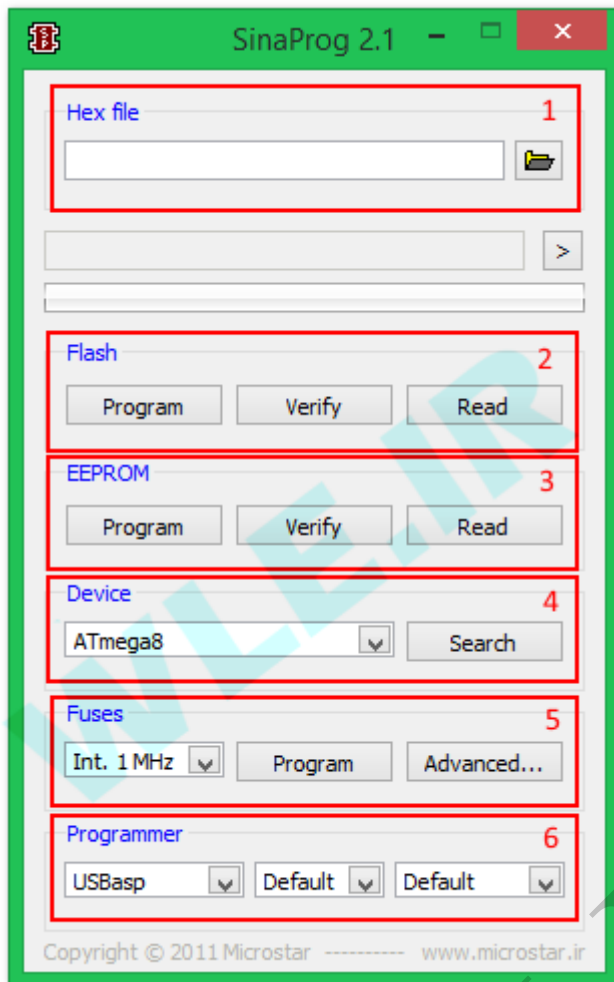 SinaProg 2.1
Hex file 1
>
Flash 2
Program Verify Read
EEPROM 3
Program Verify Read
Device 4
ATmega8 Search
Fuses 5
Int. 1 MHz Program Advanced...
Programmer 6
USBasp Default Default
Copyright © 2011 Microstar ---------- www.microstar.ir
WLE.IR